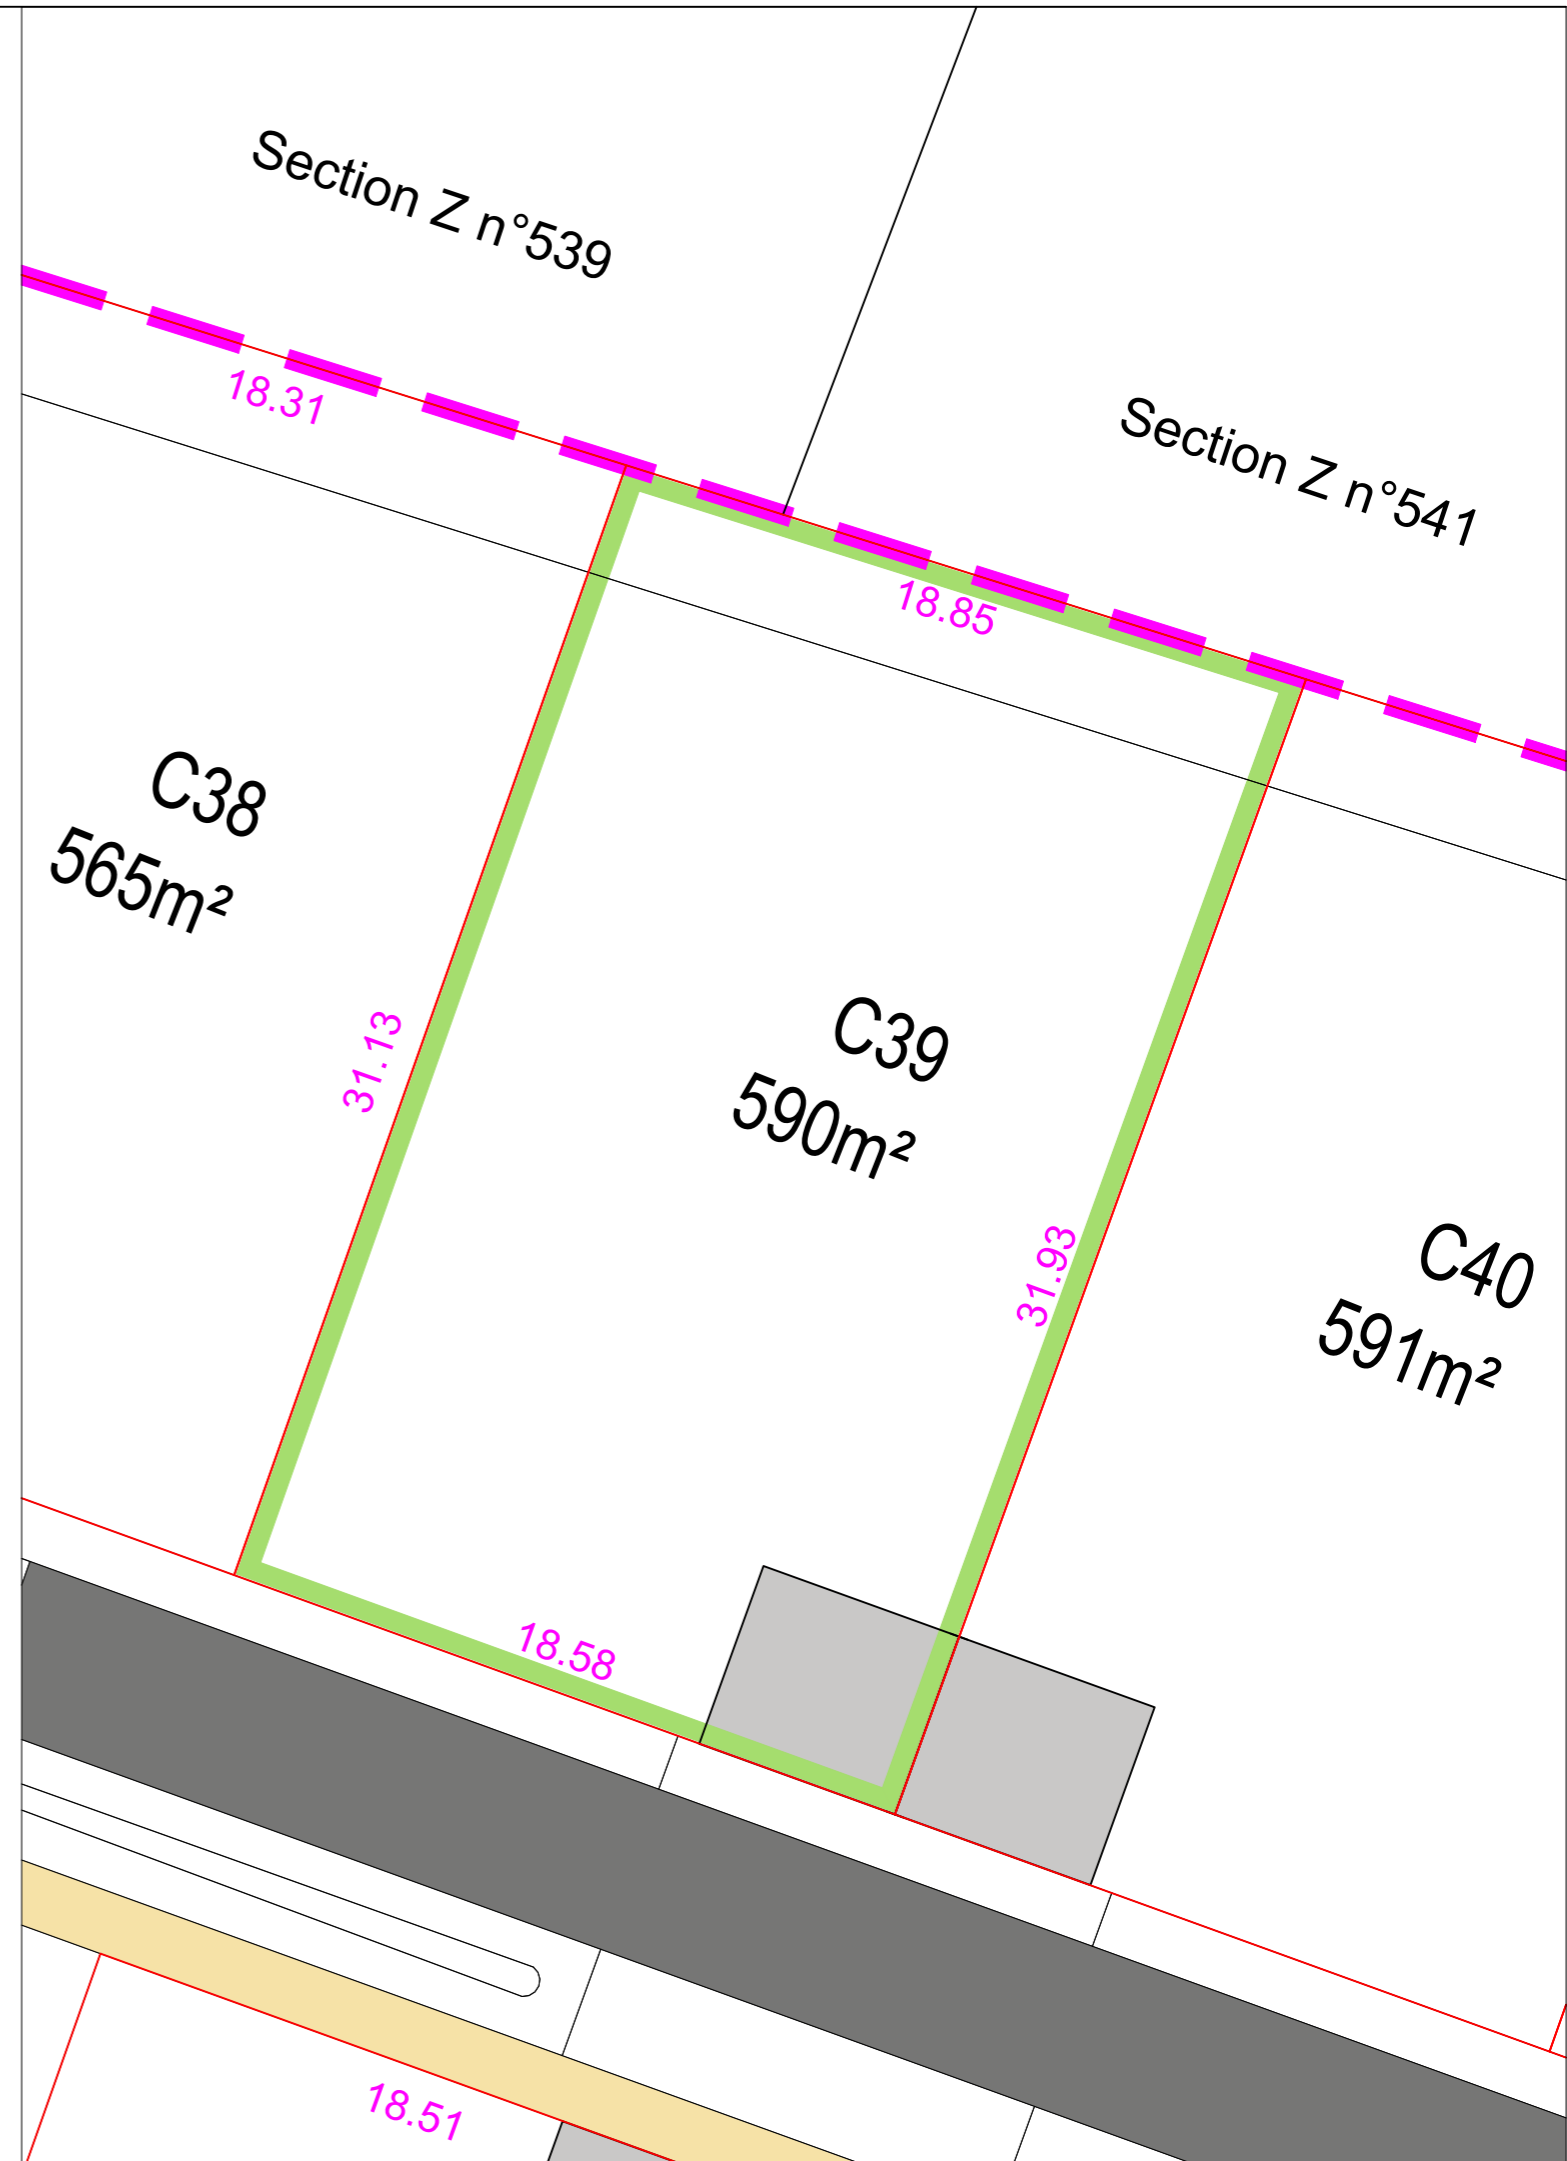 Section Z n°539
18.31
Section Z n°541
18.85
C38
565m²
31.13
C39
590m²
31.93
C40
591m²
18.58
18.51